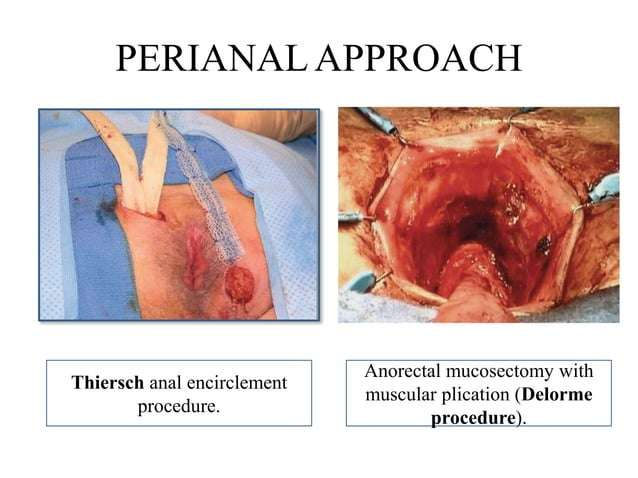 PERIANAL APPROACH
Thiersch anal encirclement
procedure.
Anorectal mucosectomy with
muscular plication (Delorme
procedure).